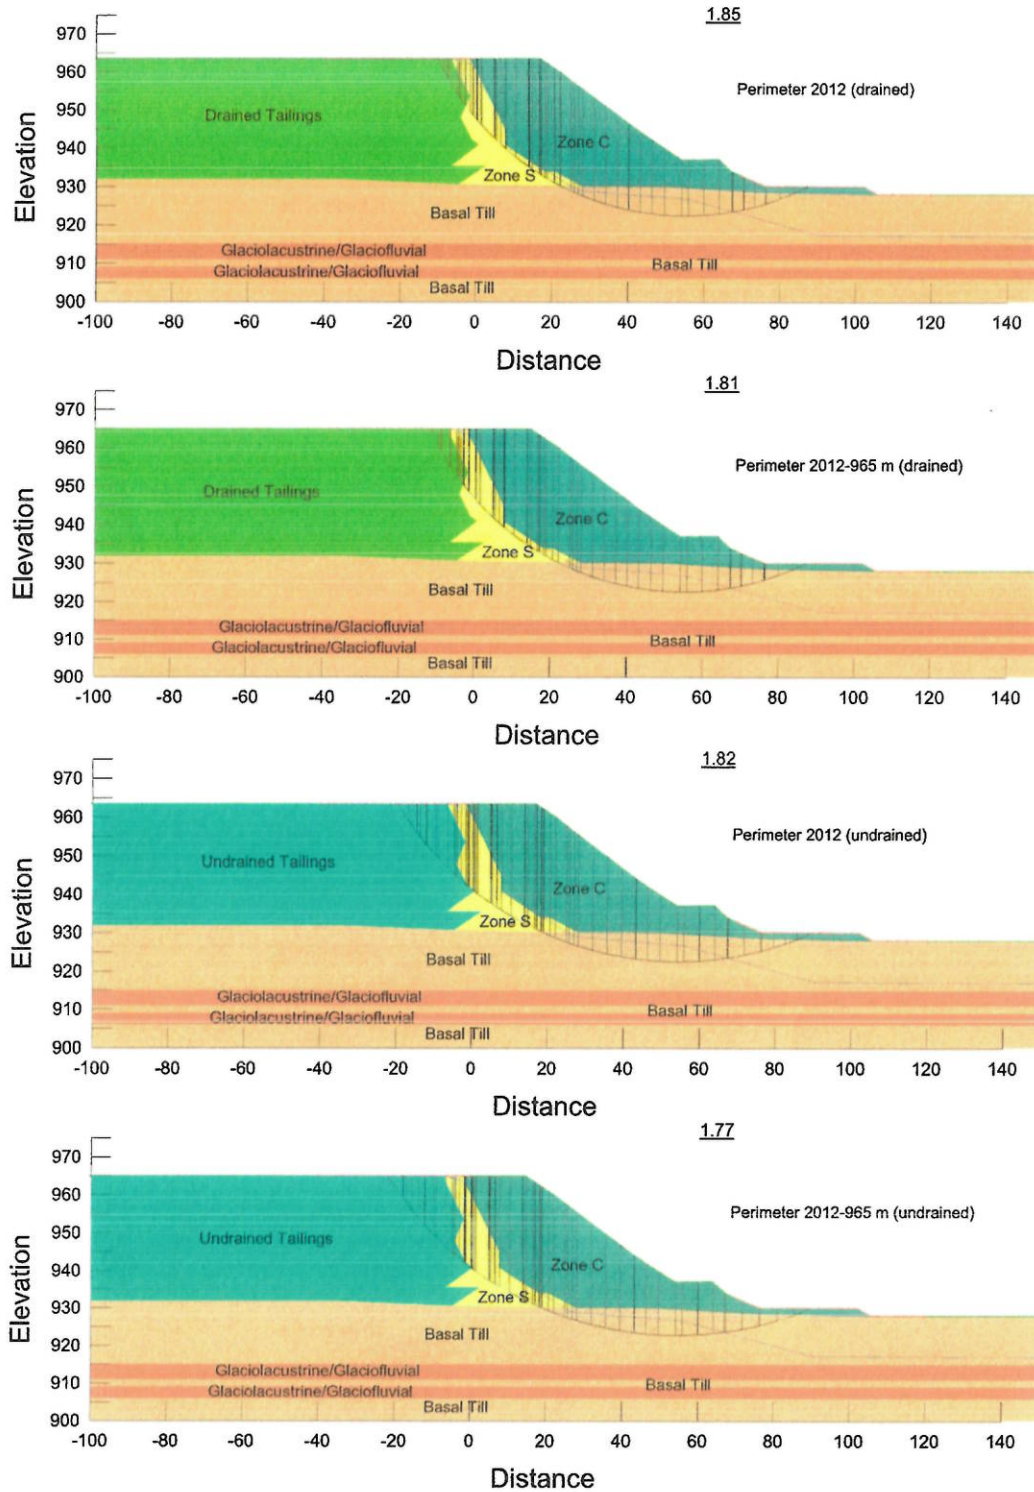 1.85
970
960
Perimeter 2012 (drained)
950
Drained Tailings
940
Zone C
930
Zone S
920
Basal Till
Elevation
Glaciolacustrine/Glaciofluvial
910
Basal Till
Glaciolacustrine/Glaciofluvial
900
Basal Till
-100 -80 -60 -40 -20 0 20 40 60 80 100 120 140
Distance
1.81
970
960
Perimeter 2012-965 m (drained)
950
Drained Tailings
940
Zone C
930
Zone S
920
Basal Till
Elevation
Glaciolacustrine/Glaciofluvial
910
Basal Till
Glaciolacustrine/Glaciofluvial
900
Basal Till
-100 -80 -60 -40 -20 0 20 40 60 80 100 120 140
Distance
1.82
970
960
Perimeter 2012 (undrained)
950
Undrained Tailings
940
Zone C
930
Zone S
920
Basal Till
Elevation
Glaciolacustrine/Glaciofluvial
910
Basal Till
Glaciolacustrine/Glaciofluvial
900
Basal Till
-100 -80 -60 -40 -20 0 20 40 60 80 100 120 140
Distance
1.77
970
960
Perimeter 2012-965 m (undrained)
950
Undrained Tailings
940
Zone C
930
Zone S
920
Basal Till
Elevation
Glaciolacustrine/Glaciofluvial
910
Basal Till
Glaciolacustrine/Glaciofluvial
900
Basal Till
-100 -80 -60 -40 -20 0 20 40 60 80 100 120 140
Distance